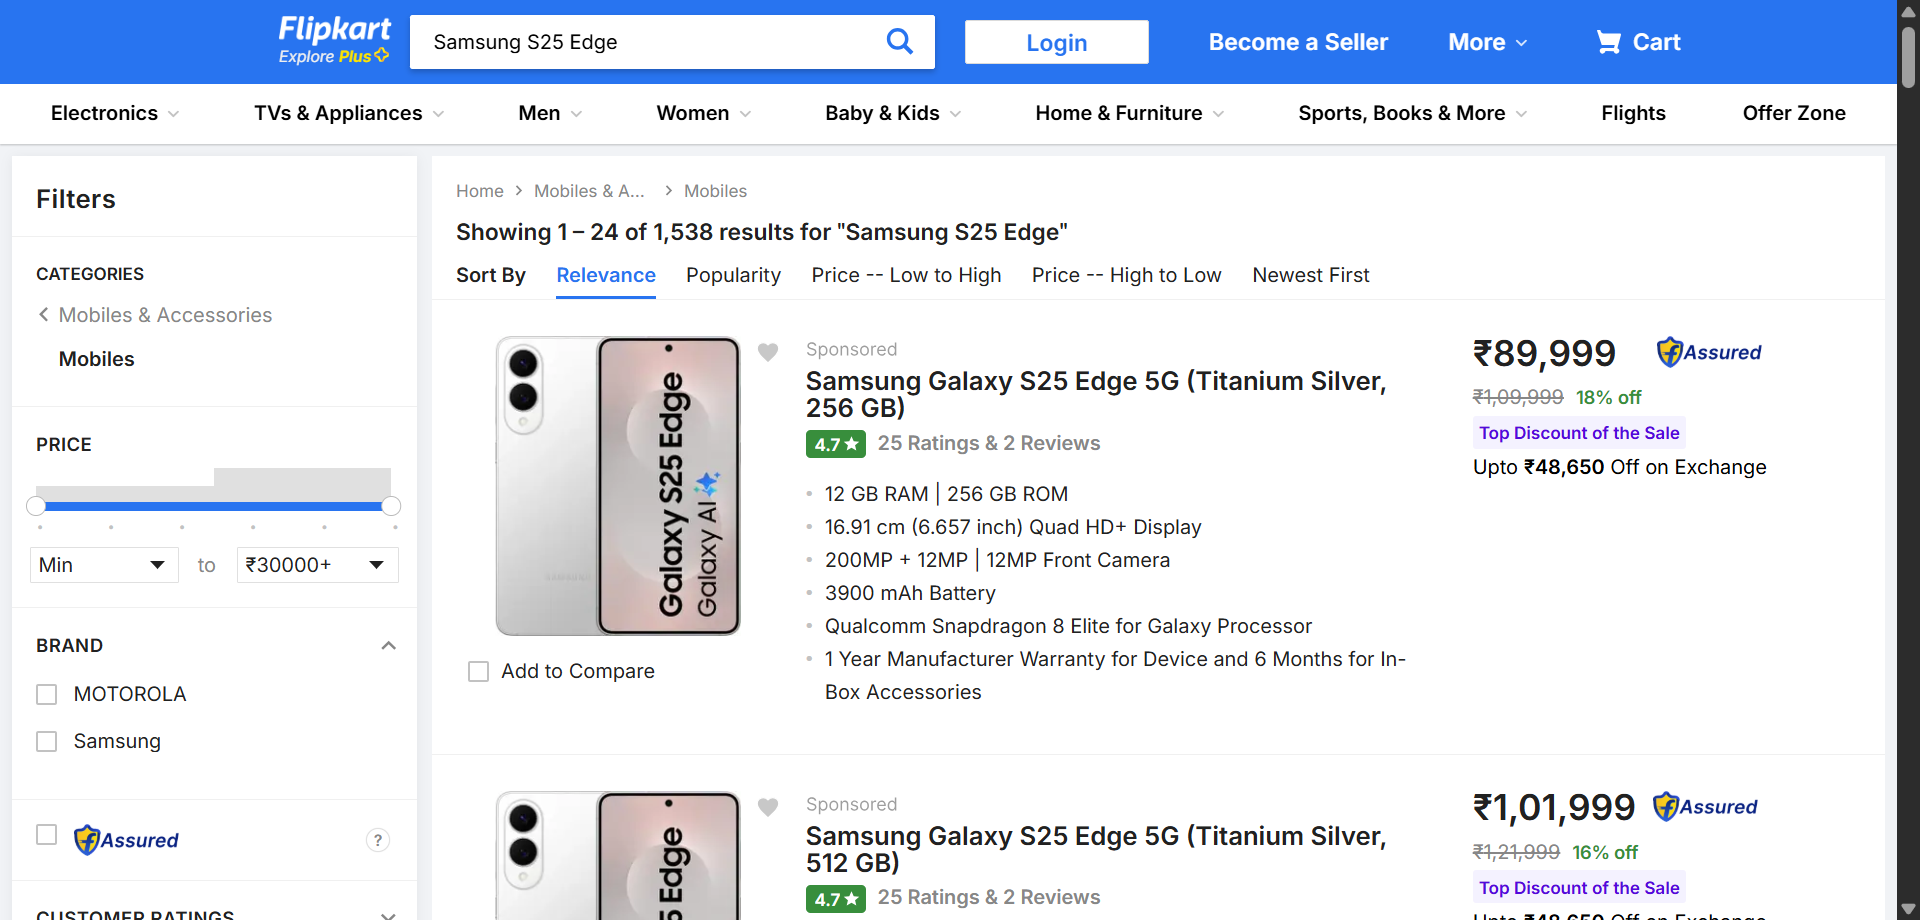 Flipkart
Explore Plus
Samsung S25 Edge
Login
Become a Seller
More
Cart
Electronics
TVs & Appliances
Men
Women
Baby & Kids
Home & Furniture
Sports, Books & More
Flights
Offer Zone
Filters
CATEGORIES
Mobiles & Accessories
Mobiles
PRICE
Min
to
₹30000+
BRAND
MOTOROLA
Samsung
Assured
?
CUSTOMER RATINGS
Home
Mobiles & A...
Mobiles
Showing 1 – 24 of 1,538 results for "Samsung S25 Edge"
Sort By
Relevance
Popularity
Price -- Low to High
Price -- High to Low
Newest First
Galaxy S25 Edge
Galaxy AI
SAMSUNG
Add to Compare
Sponsored
Samsung Galaxy S25 Edge 5G (Titanium Silver,
256 GB)
4.7★
25 Ratings & 2 Reviews
12 GB RAM | 256 GB ROM
16.91 cm (6.657 inch) Quad HD+ Display
200MP + 12MP | 12MP Front Camera
3900 mAh Battery
Qualcomm Snapdragon 8 Elite for Galaxy Processor
1 Year Manufacturer Warranty for Device and 6 Months for In-
Box Accessories
₹89,999
Assured
₹1,09,999 18% off
Top Discount of the Sale
Upto ₹48,650 Off on Exchange
Sponsored
Samsung Galaxy S25 Edge 5G (Titanium Silver,
512 GB)
4.7★
25 Ratings & 2 Reviews
₹1,01,999
Assured
₹1,21,999 16% off
Top Discount of the Sale
Upto ₹48,650 Off on Exchange